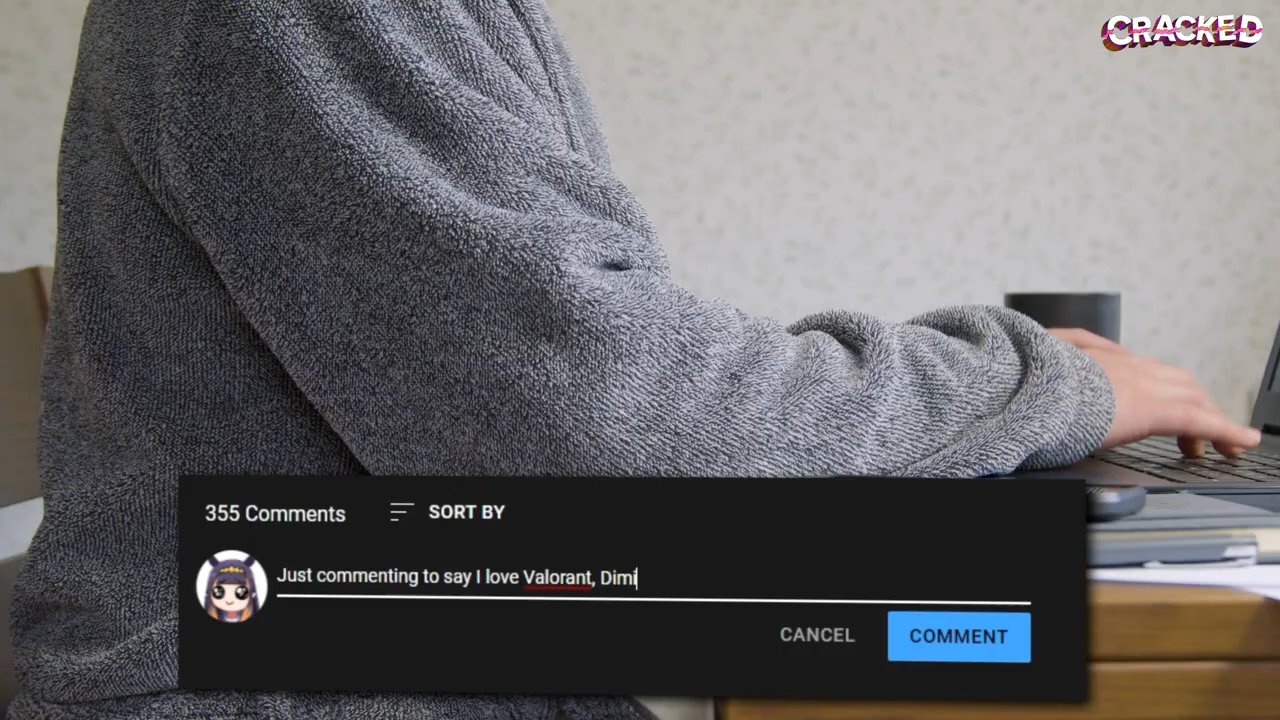 CRACKED
355 Comments SORT BY
Just commenting to say I love Valorant, Dimi
CANCEL COMMENT